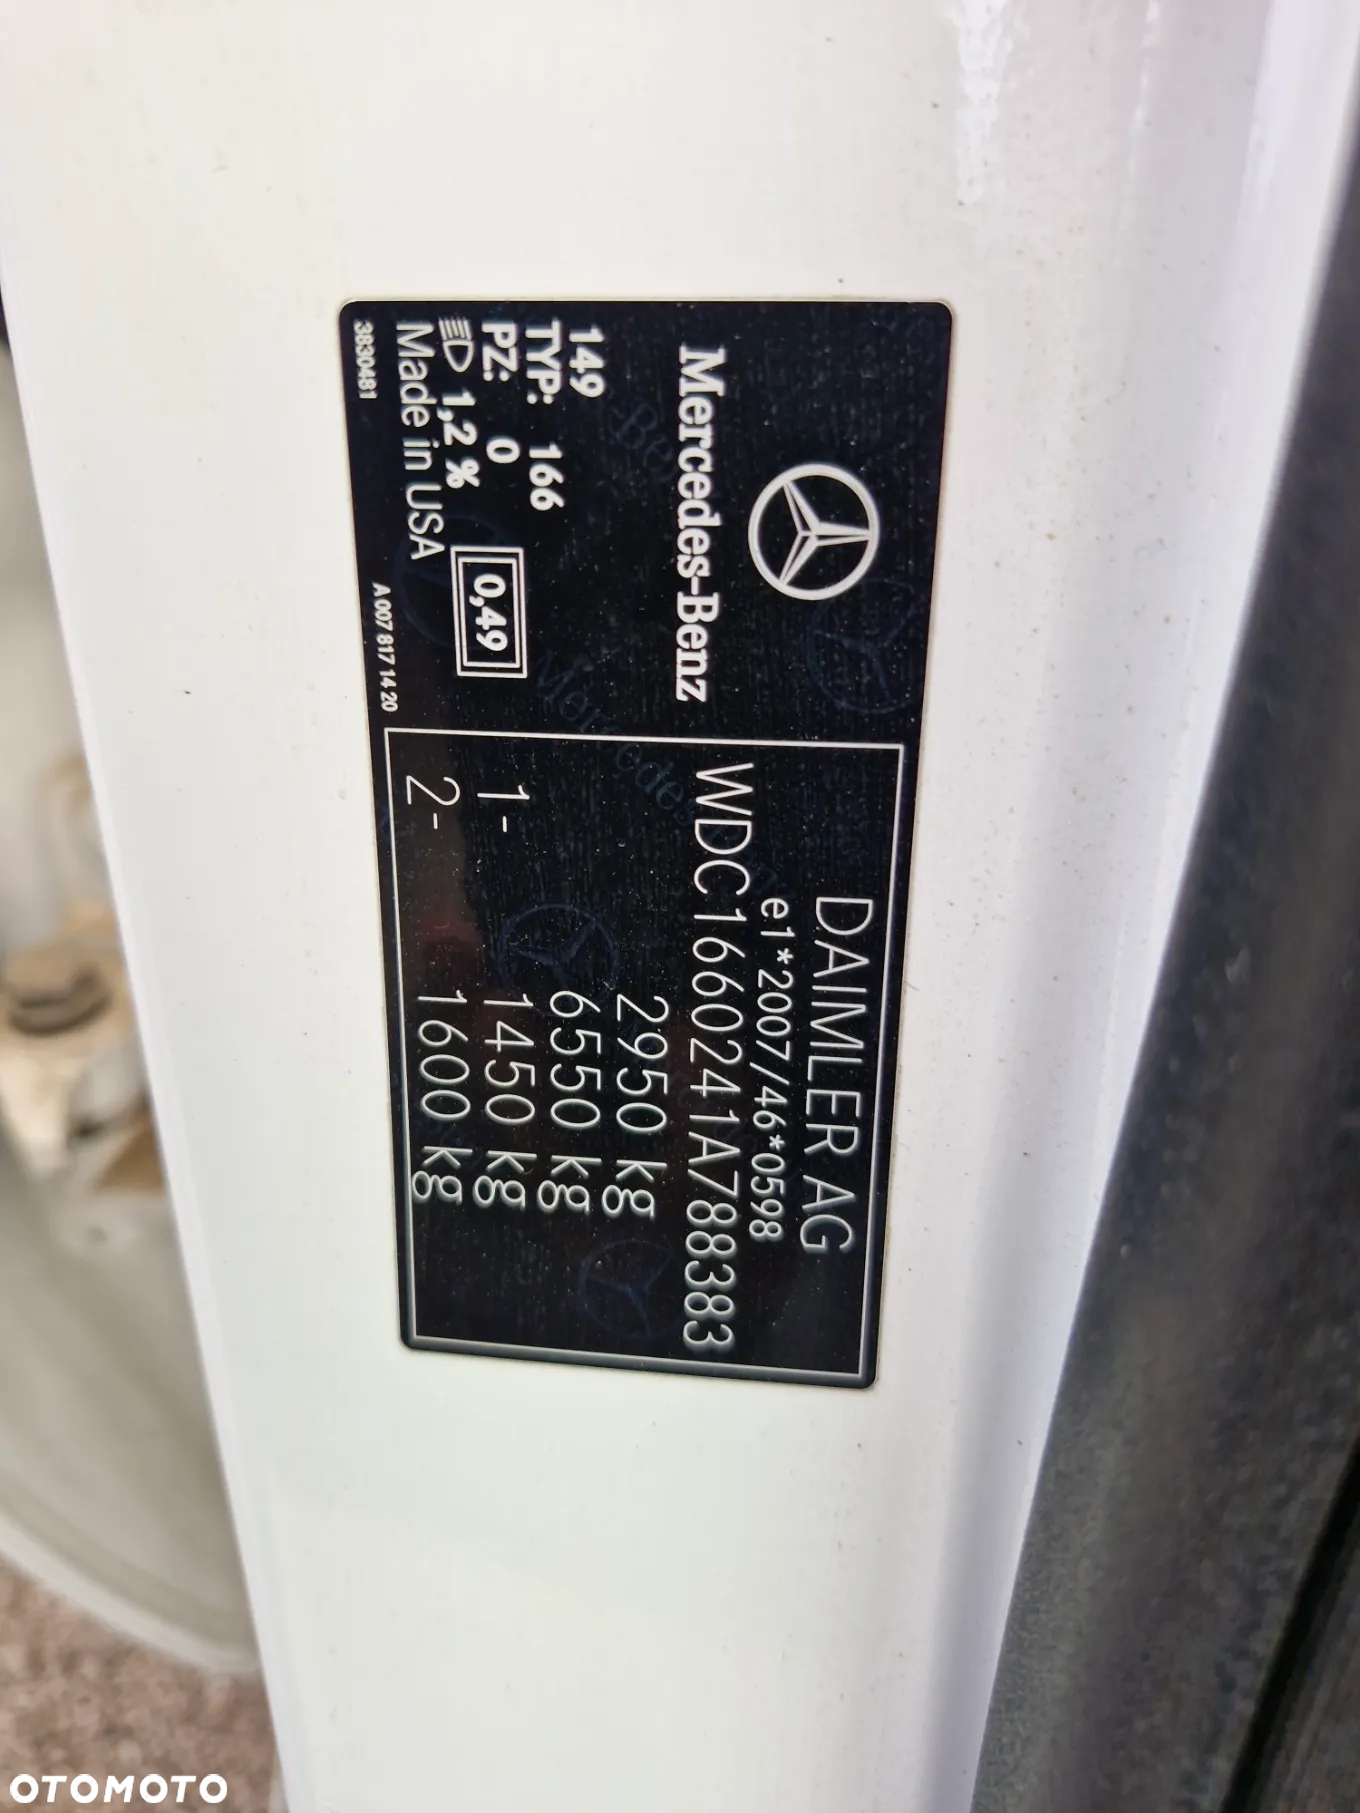 Mercedes-Benz
149
TYP: 166
PZ: 0
1,2 %
0,49
Made in USA
3830481
A 007 817 14 20
DAIMLER AG
e1*2007/46*0598
WDC1660241A788383
2950 kg
6550 kg
1- 1450 kg
2- 1600 kg
OTOMOTO